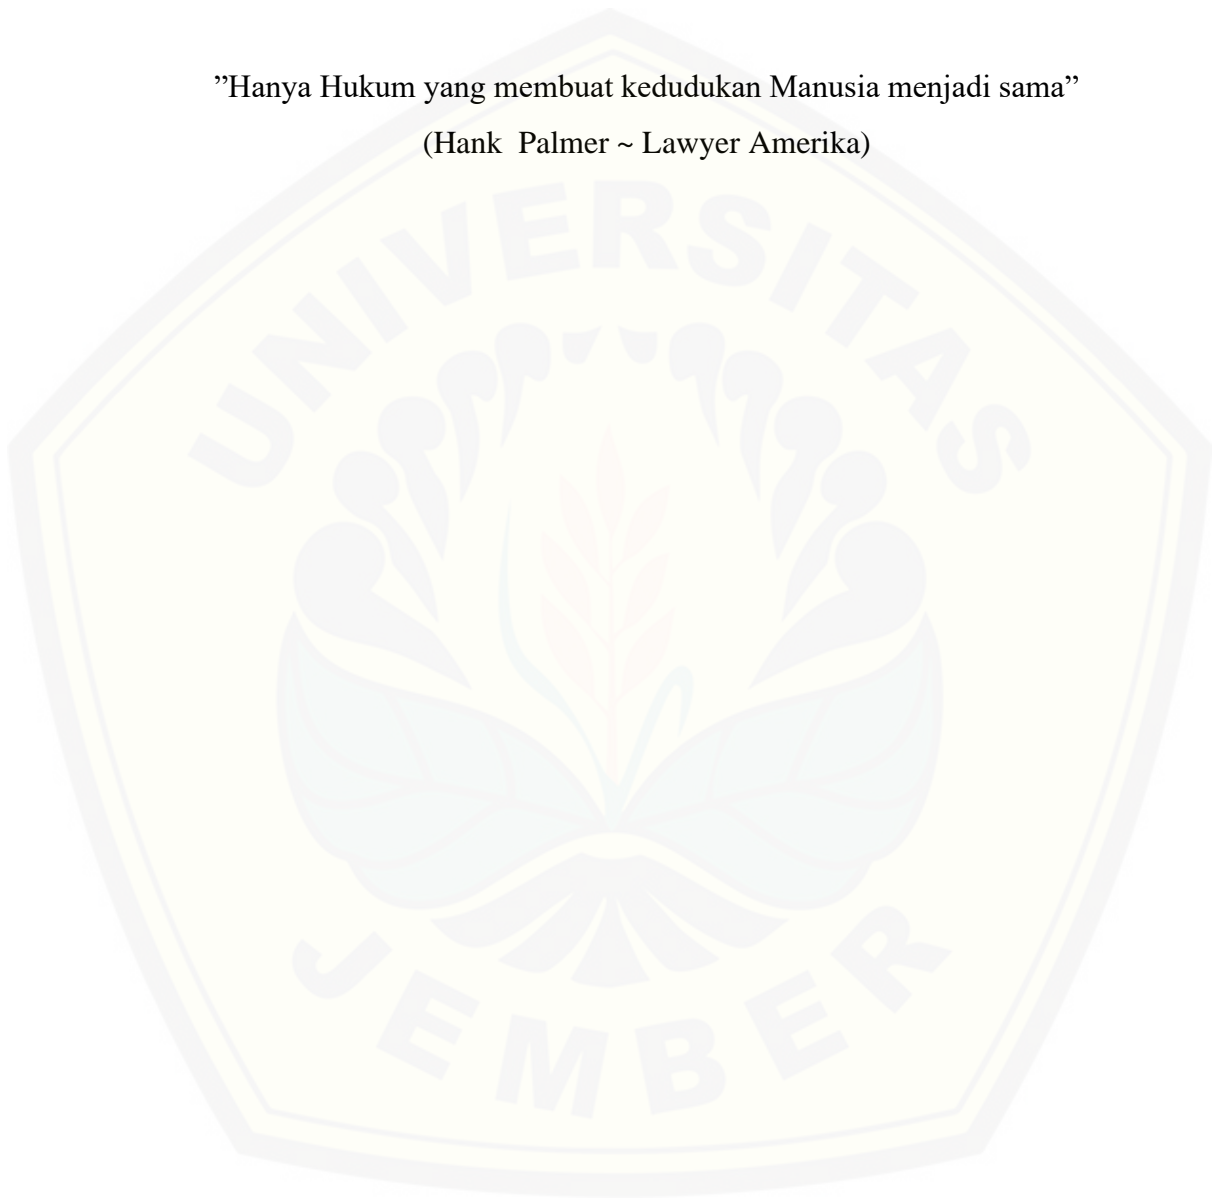 ”Hanya Hukum yang membuat kedudukan Manusia menjadi sama”
(Hank  Palmer ~ Lawyer Amerika)
UNIVERSITAS
JEMBER